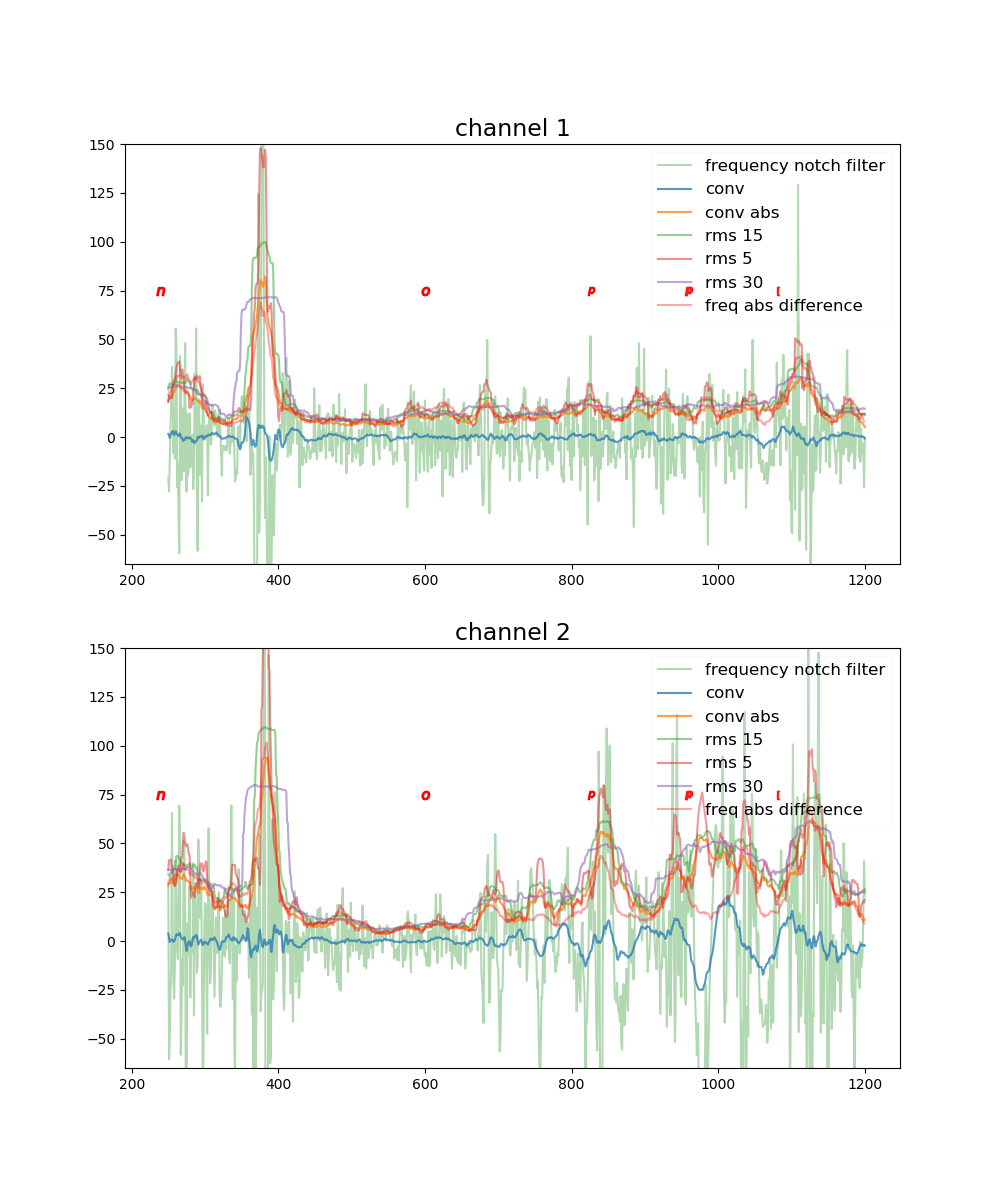 channel 1
150
125
100
75
50
25
0
−25
−50
frequency notch filter
conv
conv abs
rms 15
rms 5
rms 30
freq abs difference
n o p p
200 400 600 800 1000 1200
channel 2
150
125
100
75
50
25
0
−25
−50
frequency notch filter
conv
conv abs
rms 15
rms 5
rms 30
freq abs difference
n o p p
200 400 600 800 1000 1200